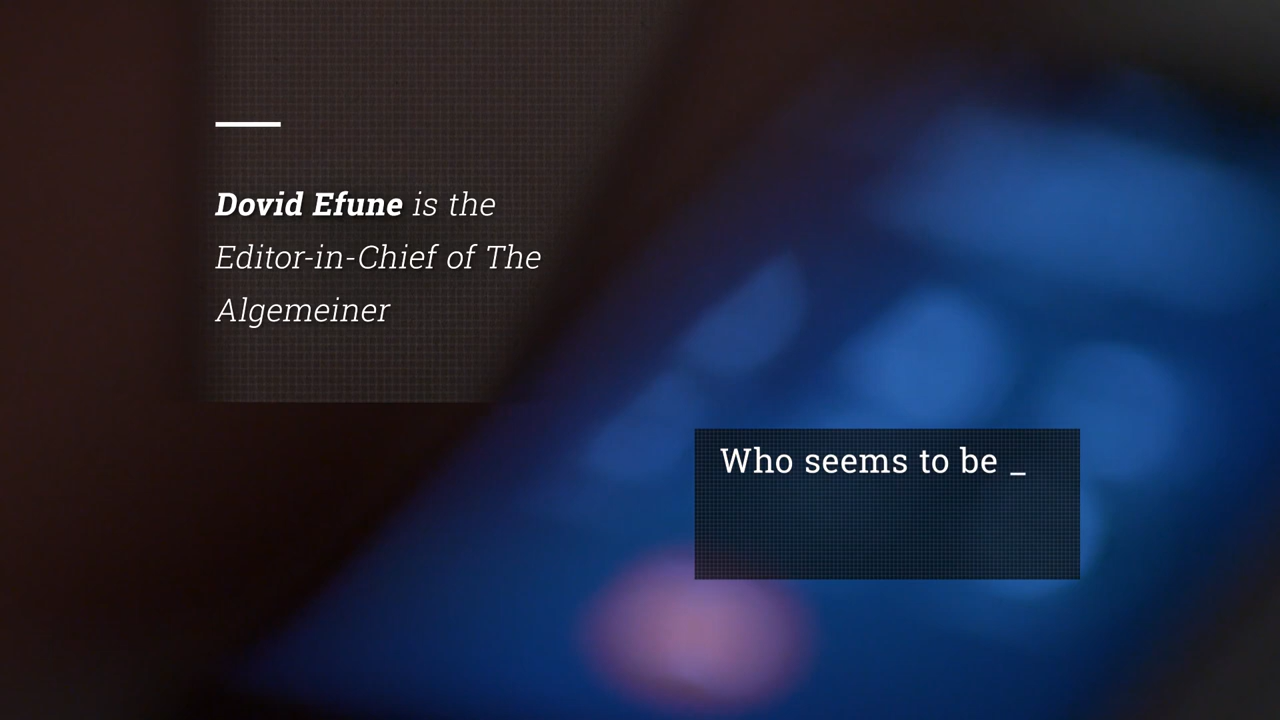 Dovid Efune is the
Editor-in-Chief of The
Algemeiner
Who seems to be _